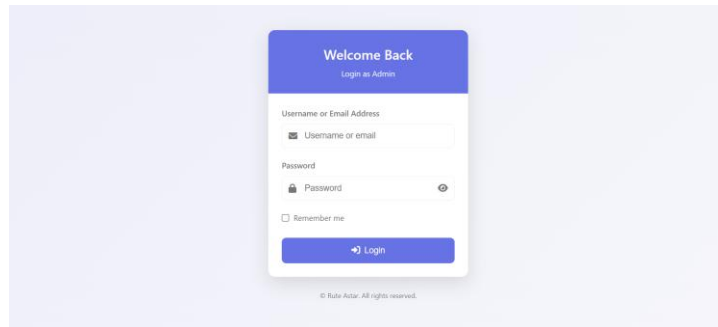 Welcome Back
Login as Admin
Username or Email Address
Username or email
Password
Password
Remember me
Login
© Rute Astar. All rights reserved.